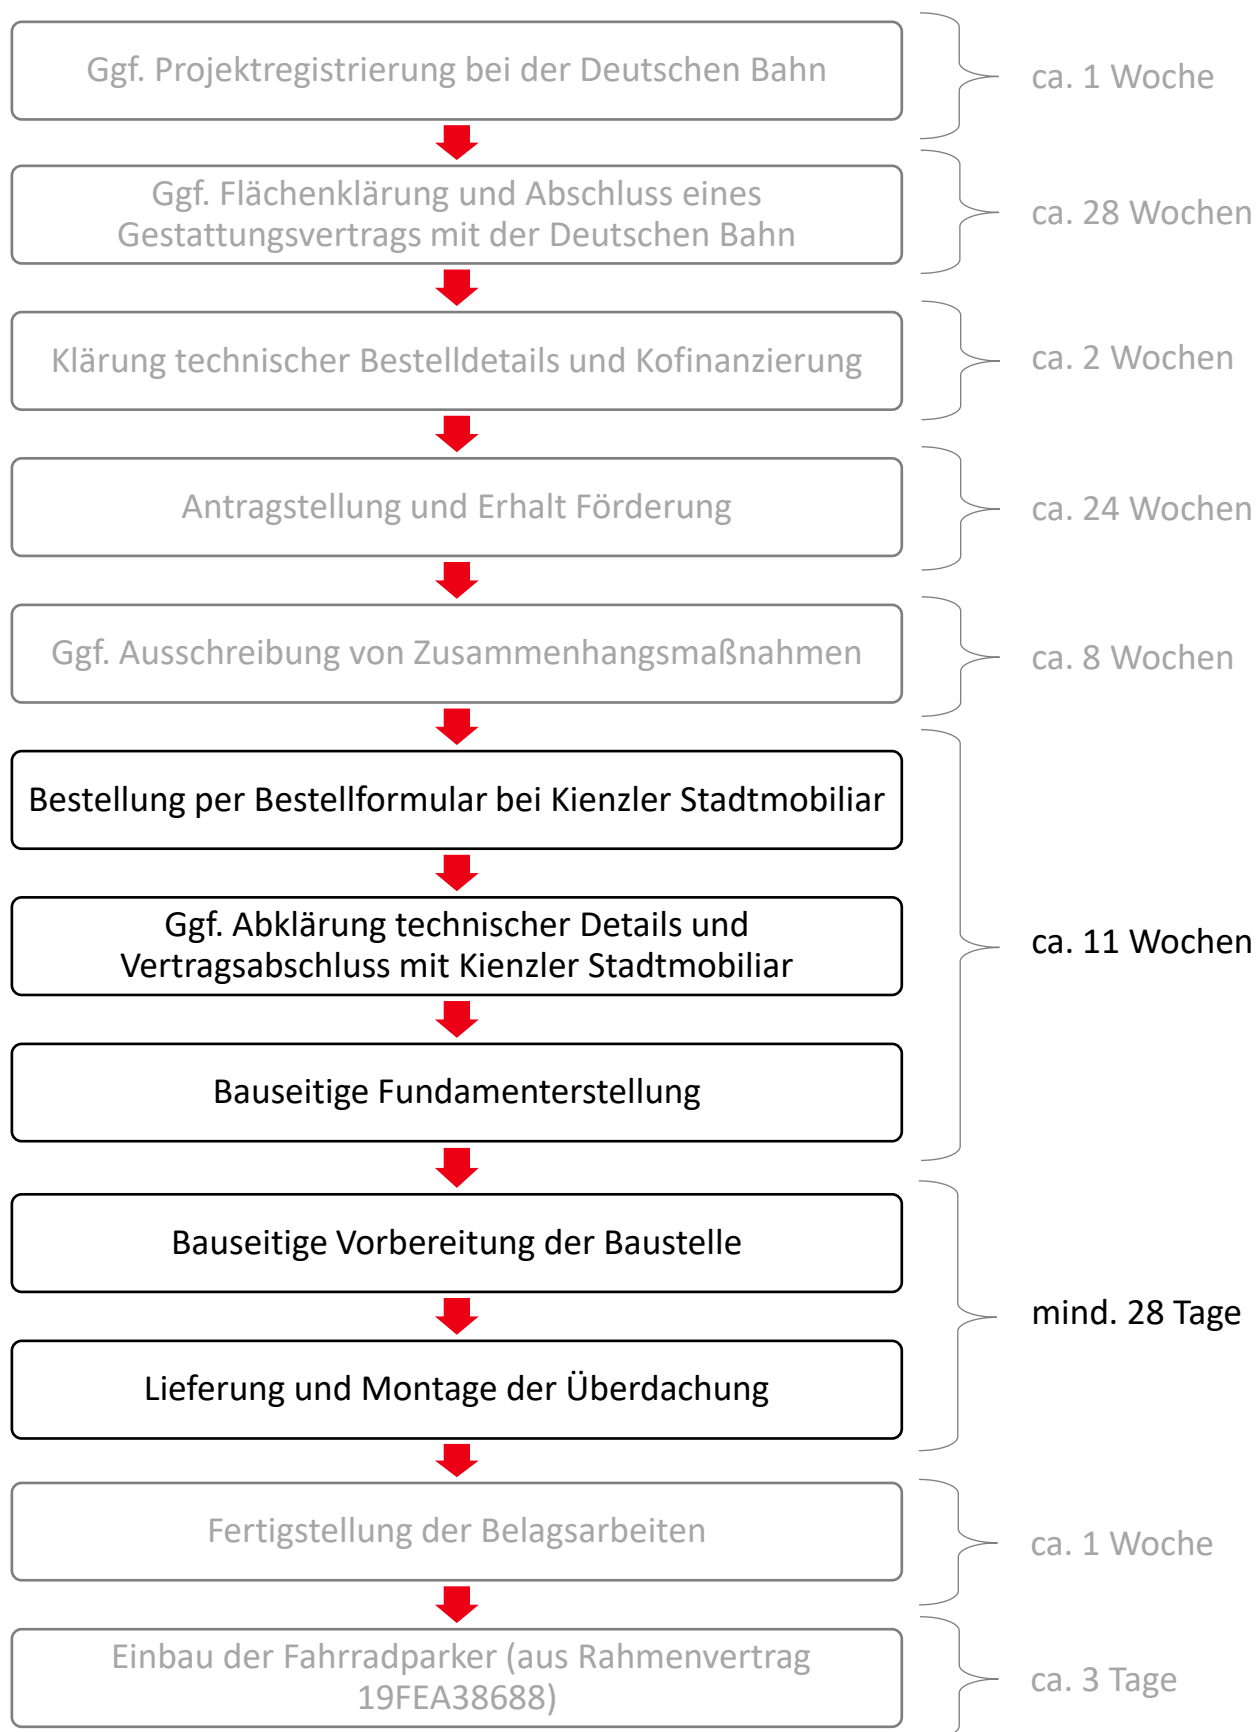 Ggf. Projektregistrierung bei der Deutschen Bahn
ca. 1 Woche
Ggf. Flächenklärung und Abschluss eines
Gestattungsvertrags mit der Deutschen Bahn
ca. 28 Wochen
Klärung technischer Bestelldetails und Kofinanzierung
ca. 2 Wochen
Antragstellung und Erhalt Förderung
ca. 24 Wochen
Ggf. Ausschreibung von Zusammenhangsmaßnahmen
ca. 8 Wochen
Bestellung per Bestellformular bei Kienzler Stadtmobiliar
Ggf. Abklärung technischer Details und
Vertragsabschluss mit Kienzler Stadtmobiliar
ca. 11 Wochen
Bauseitige Fundamenterstellung
Bauseitige Vorbereitung der Baustelle
mind. 28 Tage
Lieferung und Montage der Überdachung
Fertigstellung der Belagsarbeiten
ca. 1 Woche
Einbau der Fahrradparker (aus Rahmenvertrag
19FEA38688)
ca. 3 Tage